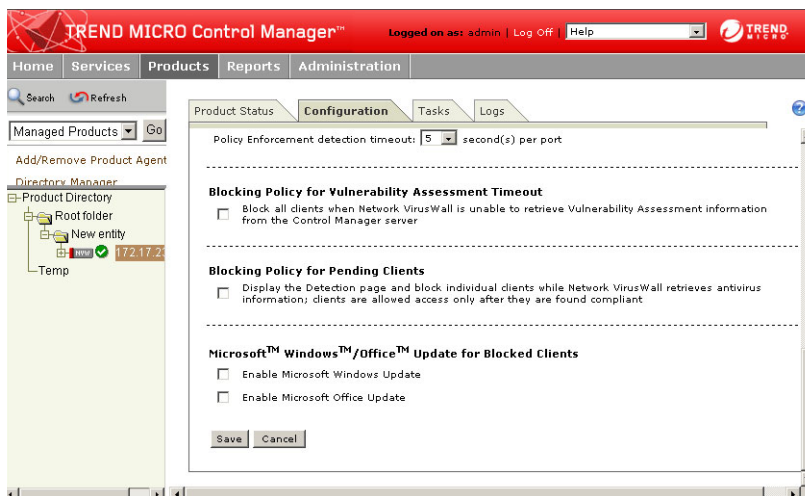 TREND MICRO Control Manager™ Logged on as: admin | Log Off | Help TREND MICRO
Home Services Products Reports Administration
Search Refresh
Managed Products Go
Add/Remove Product Agent
Directory Manager
Product Directory
Root folder
New entity
NVW 172.17.2
Temp
Product Status Configuration Tasks Logs
Policy Enforcement detection timeout: 5 second(s) per port
Blocking Policy for Vulnerability Assessment Timeout
Block all clients when Network VirusWall is unable to retrieve Vulnerability Assessment information
from the Control Manager server
Blocking Policy for Pending Clients
Display the Detection page and block individual clients while Network VirusWall retrieves antivirus
information; clients are allowed access only after they are found compliant
Microsoft™ Windows™/Office™ Update for Blocked Clients
Enable Microsoft Windows Update
Enable Microsoft Office Update
Save Cancel